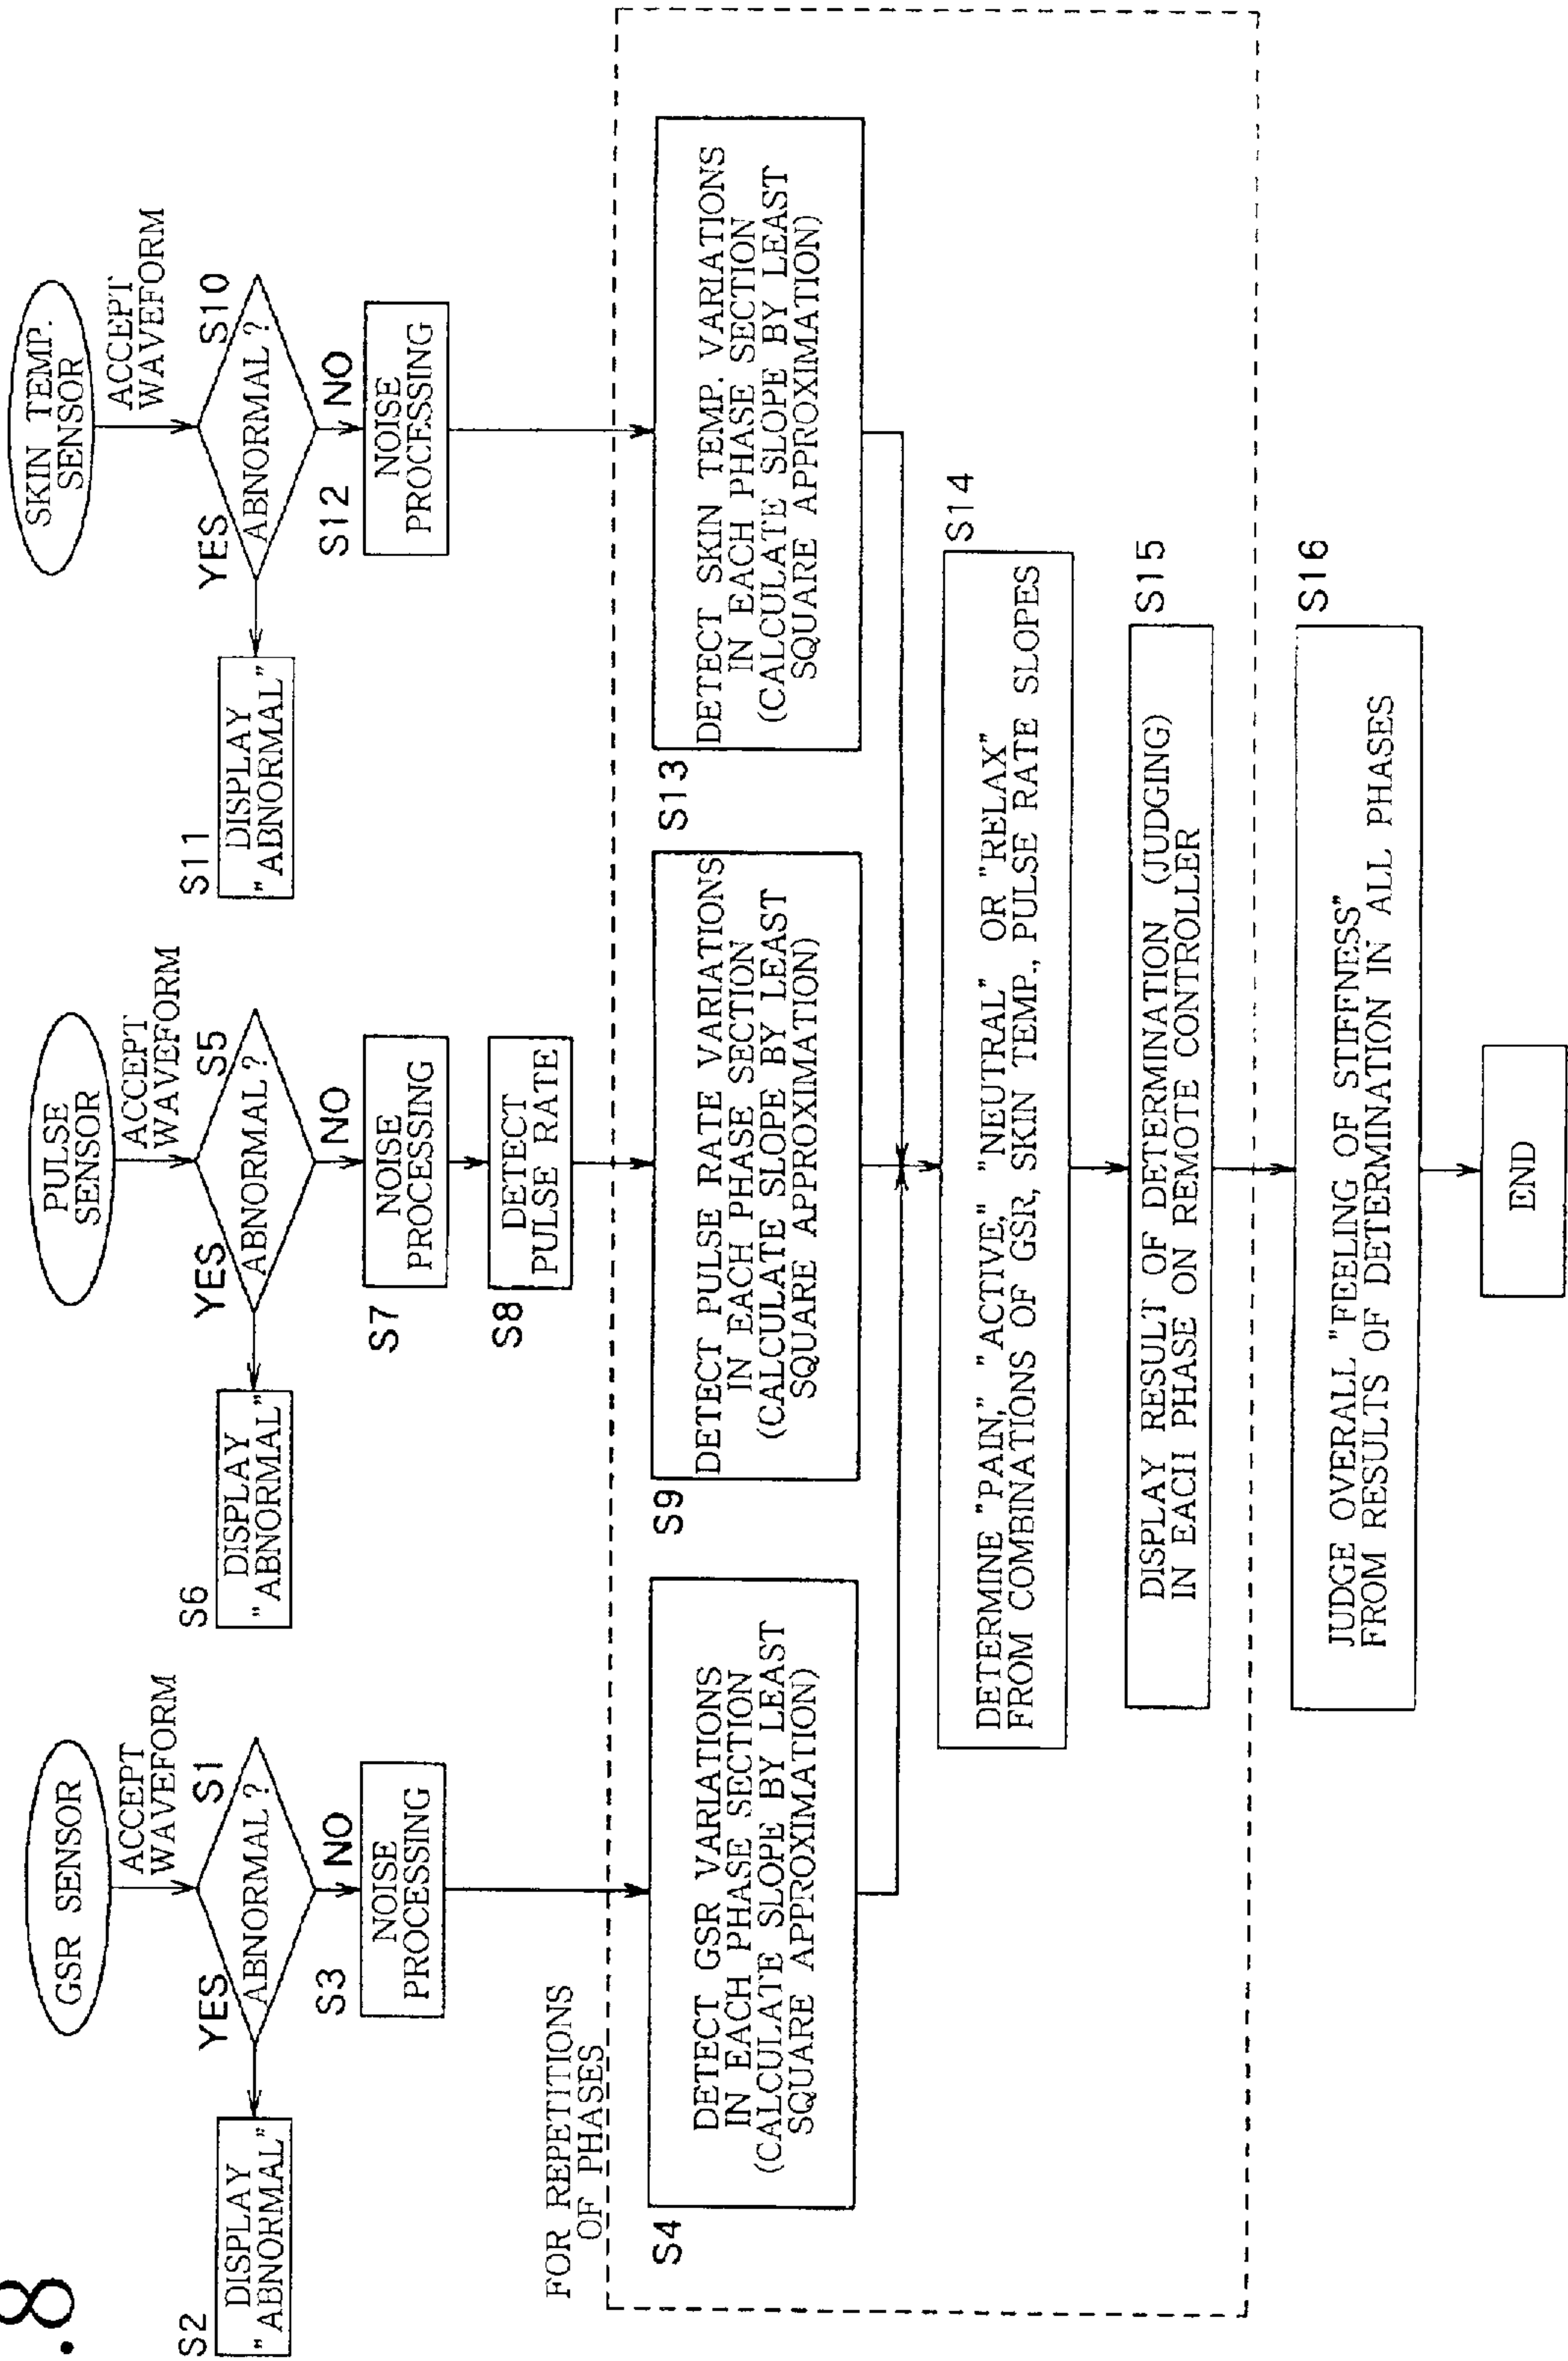 .8
GSR SENSOR
ACCEPT
WAVEFORM
S1
ABNORMAL ?
YES
S2
DISPLAY
"ABNORMAL"
NO
S3
NOISE
PROCESSING
FOR REPETITIONS
OF PHASES
S4
DETECT GSR VARIATIONS
IN EACH PHASE SECTION
(CALCULATE SLOPE BY LEAST
SQUARE APPROXIMATION)
PULSE
SENSOR
ACCEPT
WAVEFORM
S5
ABNORMAL ?
YES
S6
DISPLAY
"ABNORMAL"
NO
S7
NOISE
PROCESSING
S8
DETECT
PULSE RATE
S9
DETECT PULSE RATE VARIATIONS
IN EACH PHASE SECTION
(CALCULATE SLOPE BY LEAST
SQUARE APPROXIMATION)
SKIN TEMP.
SENSOR
ACCEPT
WAVEFORM
S10
ABNORMAL ?
YES
S11
DISPLAY
"ABNORMAL"
NO
S12
NOISE
PROCESSING
S13
DETECT SKIN TEMP. VARIATIONS
IN EACH PHASE SECTION
(CALCULATE SLOPE BY LEAST
SQUARE APPROXIMATION)
S14
DETERMINE "PAIN," "ACTIVE," "NEUTRAL" OR "RELAX"
FROM COMBINATIONS OF GSR, SKIN TEMP., PULSE RATE SLOPES
S15
DISPLAY RESULT OF DETERMINATION (JUDGING)
IN EACH PHASE ON REMOTE CONTROLLER
S16
JUDGE OVERALL "FEELING OF STIFFNESS"
FROM RESULTS OF DETERMINATION IN ALL PHASES
END